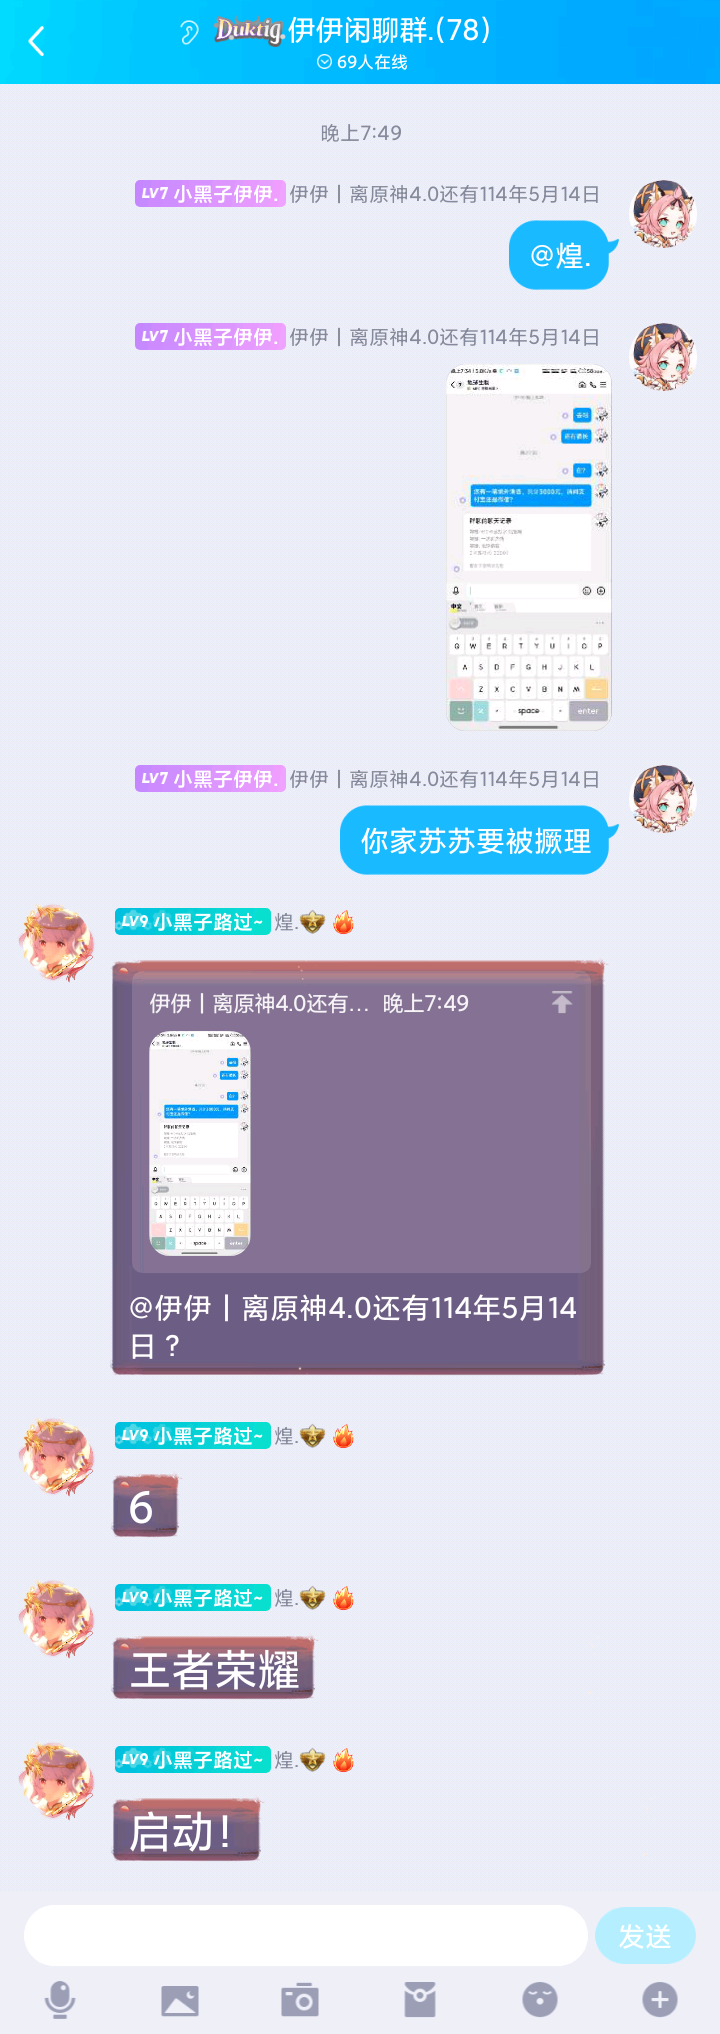 Duktig. 伊伊闲聊群.(78)
69人在线
晚上7:49
LV7 小黑子伊伊. 伊伊｜离原神4.0还有114年5月14日
@煌.
LV7 小黑子伊伊. 伊伊｜离原神4.0还有114年5月14日
在?
Q W E R T Y U I O P
A S D F G H J K L
Z X C V B N M
space enter
LV7 小黑子伊伊. 伊伊｜离原神4.0还有114年5月14日
你家苏苏要被撅理
LV9 小黑子路过~ 煌.
伊伊｜离原神4.0还有... 晚上7:49
@伊伊｜离原神4.0还有114年5月14
日？
LV9 小黑子路过~ 煌.
6
LV9 小黑子路过~ 煌.
王者荣耀
LV9 小黑子路过~ 煌.
启动！
发送